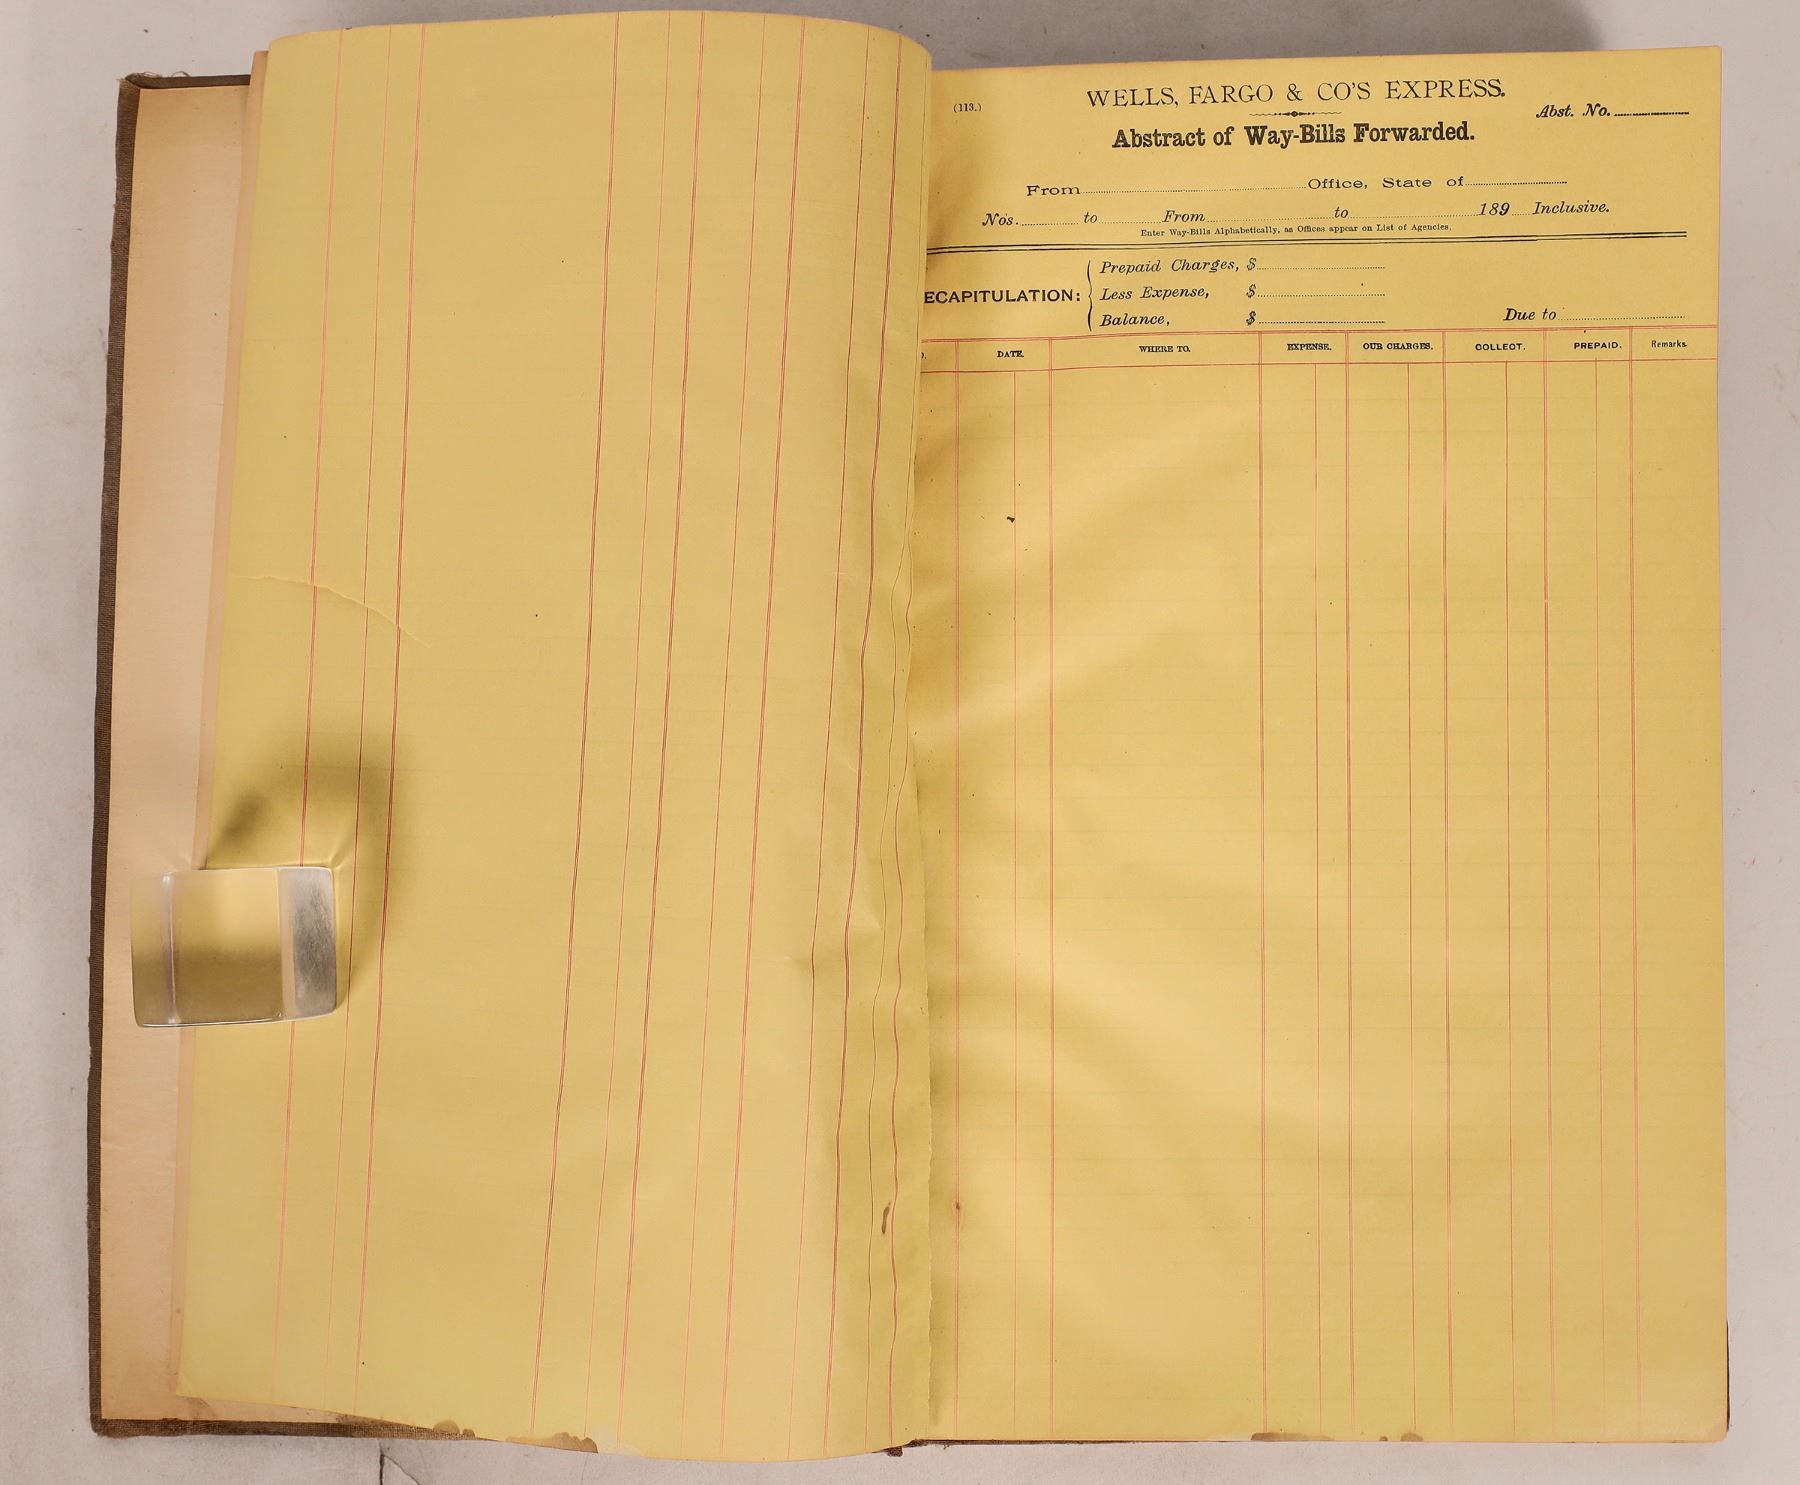 (113.)
WELLS, FARGO & CO'S EXPRESS.
Abst. No.
Abstract of Way-Bills Forwarded.
From Office, State of
Nos. to From to 189 Inclusive.
Enter Way-Bills Alphabetically, as Offices appear on List of Agencies.
ECAPITULATION:
Prepaid Charges, $
Less Expense, $
Balance, $ Due to
DATE. WHERE TO. EXPENSE. OUR CHARGES. COLLECT. PREPAID. Remarks.